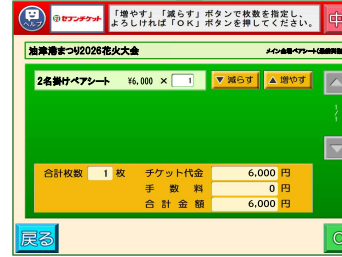 ヘルプ
セブンチケット
「増やす」「減らす」ボタンで枚数を指定し、
よろしければ「OK」ボタンを押してください。
中
油津港まつり2026花火大会
2名掛けペアシート ¥6,000 × 1 ▼減らす ▲増やす
1/1
合計枚数 1 枚 チケット代金 6,000 円
手数料 0 円
合計金額 6,000 円
戻る